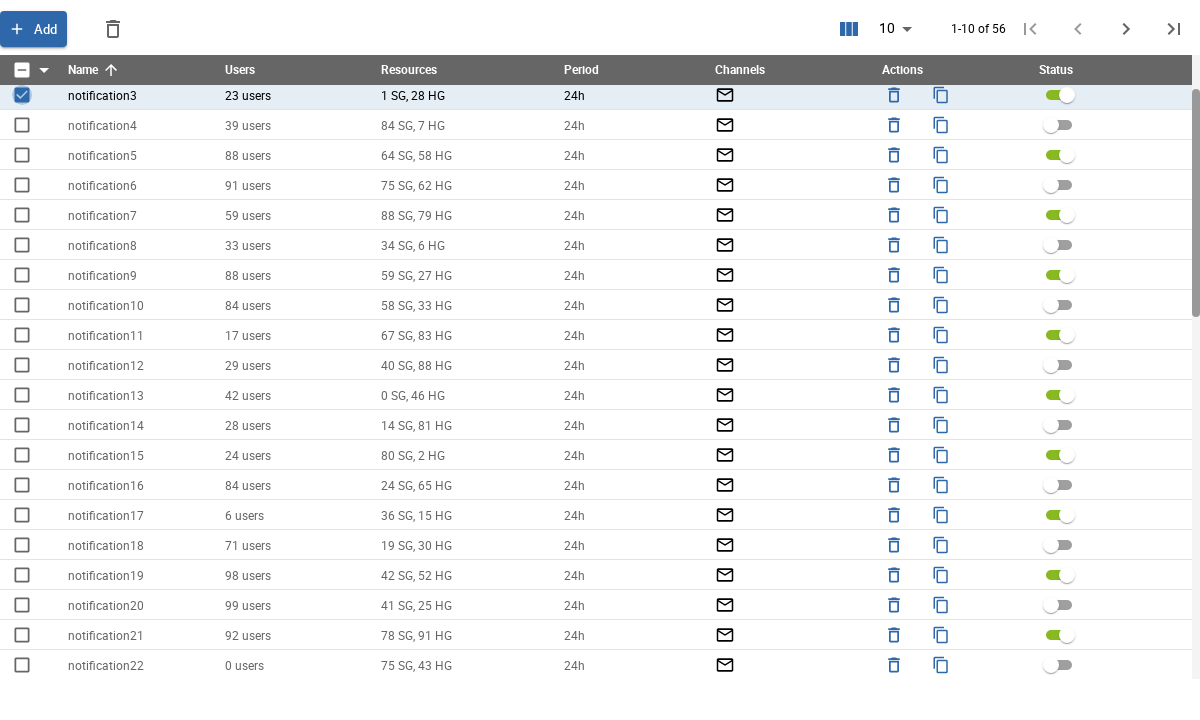 Add 10 1-10 of 56
Name Users Resources Period Channels Actions Status
notification3 23 users 1 SG, 28 HG 24h
notification4 39 users 84 SG, 7 HG 24h
notification5 88 users 64 SG, 58 HG 24h
notification6 91 users 75 SG, 62 HG 24h
notification7 59 users 88 SG, 79 HG 24h
notification8 33 users 34 SG, 6 HG 24h
notification9 88 users 59 SG, 27 HG 24h
notification10 84 users 58 SG, 33 HG 24h
notification11 17 users 67 SG, 83 HG 24h
notification12 29 users 40 SG, 88 HG 24h
notification13 42 users 0 SG, 46 HG 24h
notification14 28 users 14 SG, 81 HG 24h
notification15 24 users 80 SG, 2 HG 24h
notification16 84 users 24 SG, 65 HG 24h
notification17 6 users 36 SG, 15 HG 24h
notification18 71 users 19 SG, 30 HG 24h
notification19 98 users 42 SG, 52 HG 24h
notification20 99 users 41 SG, 25 HG 24h
notification21 92 users 78 SG, 91 HG 24h
notification22 0 users 75 SG, 43 HG 24h